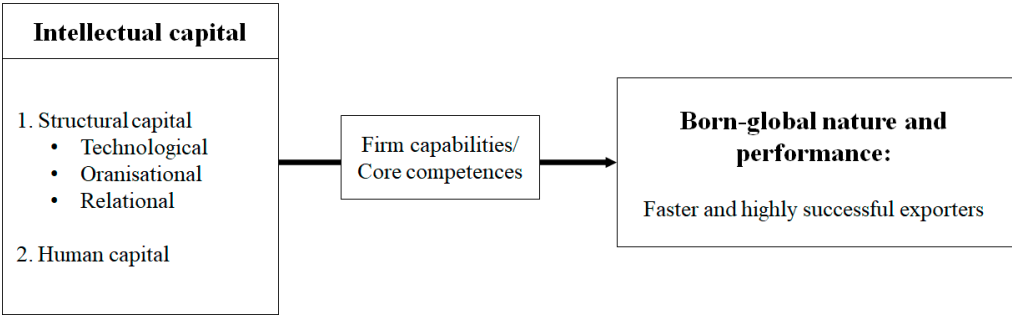 Intellectual capital
1. Structural capital
• Technological
• Oranisational
• Relational
2. Human capital
Firm capabilities/
Core competences
Born-global nature and
performance:
Faster and highly successful exporters